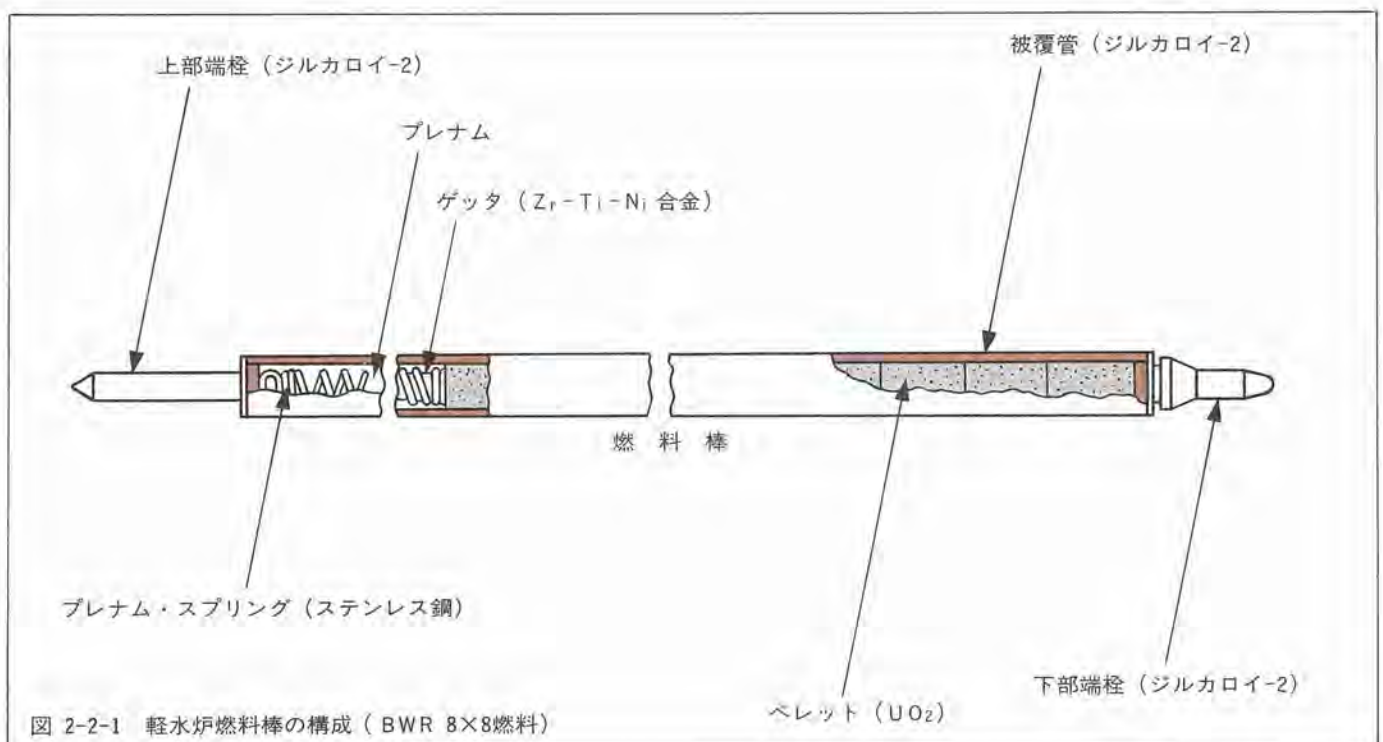 被覆管（ジルカロイ-2）
上部端栓（ジルカロイ-2）
プレナム
ゲッタ（Zr-Ti-Ni 合金）
燃 料 棒
プレナム・スプリング（ステンレス鋼）
下部端栓（ジルカロイ-2）
ペレット（UO2）
図 2-2-1 軽水炉燃料棒の構成（BWR 8×8燃料）